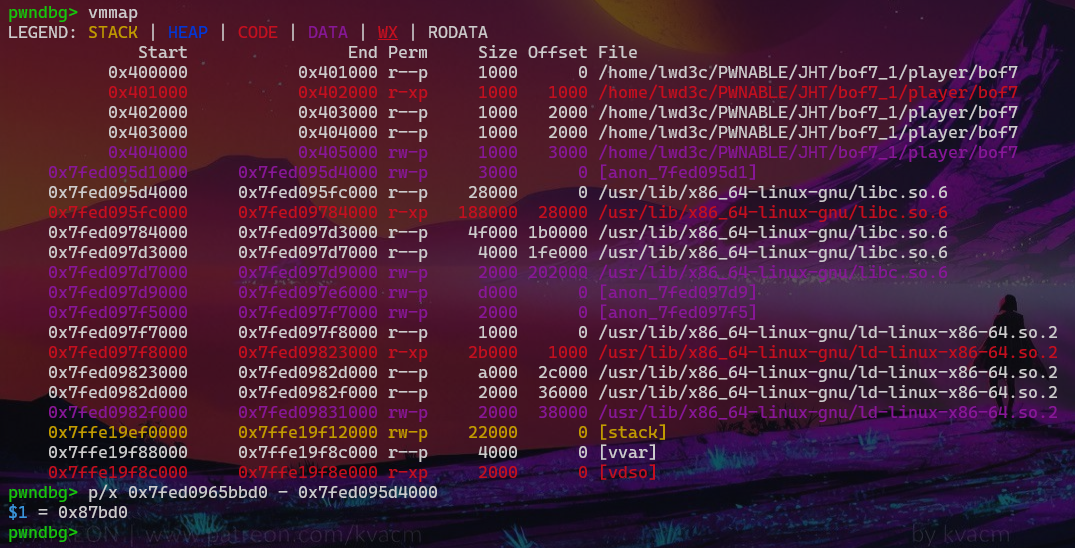 pwndbg> vmmap
LEGEND: STACK | HEAP | CODE | DATA | WX | RODATA
Start End Perm Size Offset File
0x400000 0x401000 r--p 1000 0 /home/lwd3c/PWNABLE/JHT/bof7_1/player/bof7
0x401000 0x402000 r-xp 1000 1000 /home/lwd3c/PWNABLE/JHT/bof7_1/player/bof7
0x402000 0x403000 r--p 1000 2000 /home/lwd3c/PWNABLE/JHT/bof7_1/player/bof7
0x403000 0x404000 r--p 1000 2000 /home/lwd3c/PWNABLE/JHT/bof7_1/player/bof7
0x404000 0x405000 rw-p 1000 3000 /home/lwd3c/PWNABLE/JHT/bof7_1/player/bof7
0x7fed095d1000 0x7fed095d4000 rw-p 3000 0 [anon_7fed095d1]
0x7fed095d4000 0x7fed095fc000 r--p 28000 0 /usr/lib/x86_64-linux-gnu/libc.so.6
0x7fed095fc000 0x7fed09784000 r-xp 188000 28000 /usr/lib/x86_64-linux-gnu/libc.so.6
0x7fed09784000 0x7fed097d3000 r--p 4f000 1b0000 /usr/lib/x86_64-linux-gnu/libc.so.6
0x7fed097d3000 0x7fed097d7000 r--p 4000 1fe000 /usr/lib/x86_64-linux-gnu/libc.so.6
0x7fed097d7000 0x7fed097d9000 rw-p 2000 202000 /usr/lib/x86_64-linux-gnu/libc.so.6
0x7fed097d9000 0x7fed097e6000 rw-p d000 0 [anon_7fed097d9]
0x7fed097f5000 0x7fed097f7000 rw-p 2000 0 [anon_7fed097f5]
0x7fed097f7000 0x7fed097f8000 r--p 1000 0 /usr/lib/x86_64-linux-gnu/ld-linux-x86-64.so.2
0x7fed097f8000 0x7fed09823000 r-xp 2b000 1000 /usr/lib/x86_64-linux-gnu/ld-linux-x86-64.so.2
0x7fed09823000 0x7fed0982d000 r--p a000 2c000 /usr/lib/x86_64-linux-gnu/ld-linux-x86-64.so.2
0x7fed0982d000 0x7fed0982f000 r--p 2000 36000 /usr/lib/x86_64-linux-gnu/ld-linux-x86-64.so.2
0x7fed0982f000 0x7fed09831000 rw-p 2000 38000 /usr/lib/x86_64-linux-gnu/ld-linux-x86-64.so.2
0x7ffe19ef0000 0x7ffe19f12000 rw-p 22000 0 [stack]
0x7ffe19f88000 0x7ffe19f8c000 r--p 4000 0 [vvar]
0x7ffe19f8c000 0x7ffe19f8e000 r-xp 2000 0 [vdso]
pwndbg> p/x 0x7fed0965bbd0 - 0x7fed095d4000
$1 = 0x87bd0
pwndbg>
| www.patreon.com/kvacm by kvacm